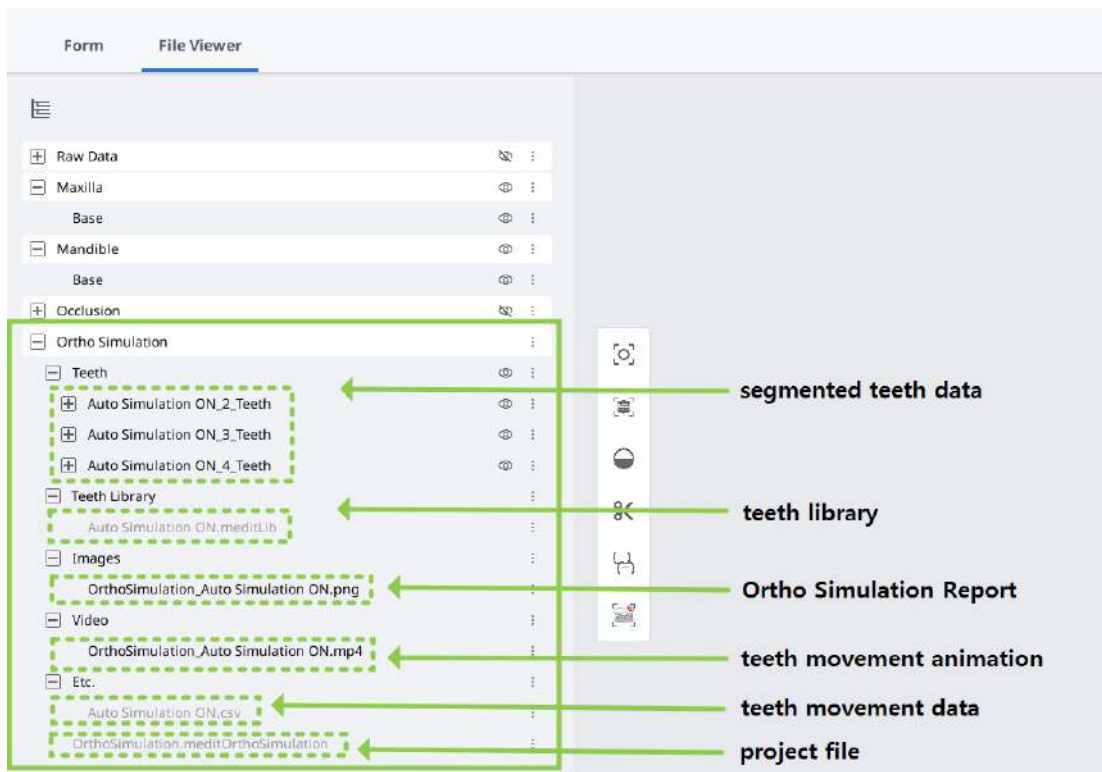 Form File Viewer
Raw Data
Maxilla
Base
Mandible
Base
Occlusion
Ortho Simulation
Teeth
Auto Simulation ON_2_Teeth
segmented teeth data
Auto Simulation ON_3_Teeth
Auto Simulation ON_4_Teeth
Teeth Library
teeth library
Auto Simulation ON.meditLib
Images
OrthoSimulation_Auto Simulation ON.png
Ortho Simulation Report
Video
OrthoSimulation_Auto Simulation ON.mp4
teeth movement animation
Etc.
Auto Simulation ON.csv
teeth movement data
OrthoSimulation.meditOrthoSimulation
project file